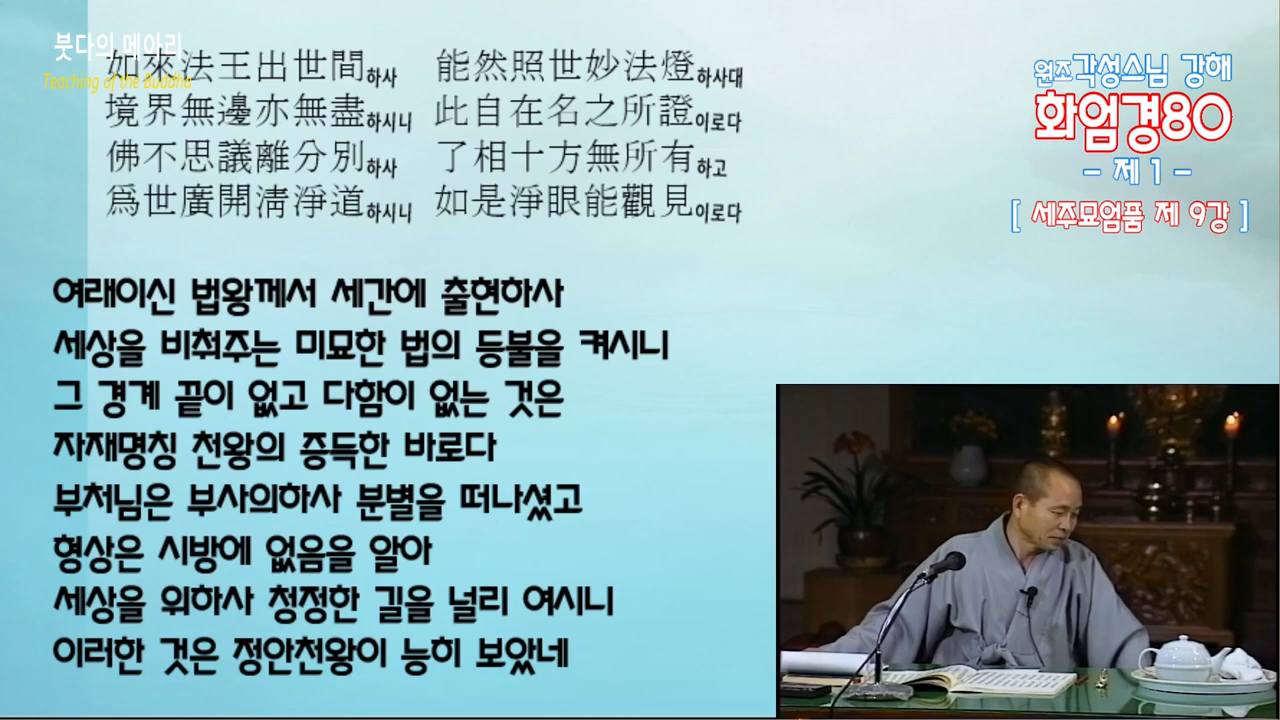 붓다의 메아리
Teaching of the Buddha
如來法王出世間하사 能然照世妙法燈하사대
境界無邊亦無盡하시니 此自在名之所證이로다
佛不思議離分別하사 了相十方無所有하고
爲世廣開淸淨道하시니 如是淨眼能觀見이로다
원조각성스님 강해
화엄경80
- 제 1 -
[ 세주묘엄품 제 9강 ]
여래이신 법왕께서 세간에 출현하사
세상을 비춰주는 미묘한 법의 등불을 켜시니
그 경계 끝이 없고 다함이 없는 것은
자재명칭 천왕의 증득한 바로다
부처님은 부사의하사 분별을 떠나셨고
형상은 시방에 없음을 알아
세상을 위하사 청정한 길을 널리 여시니
이러한 것은 정안천왕이 능히 보았네